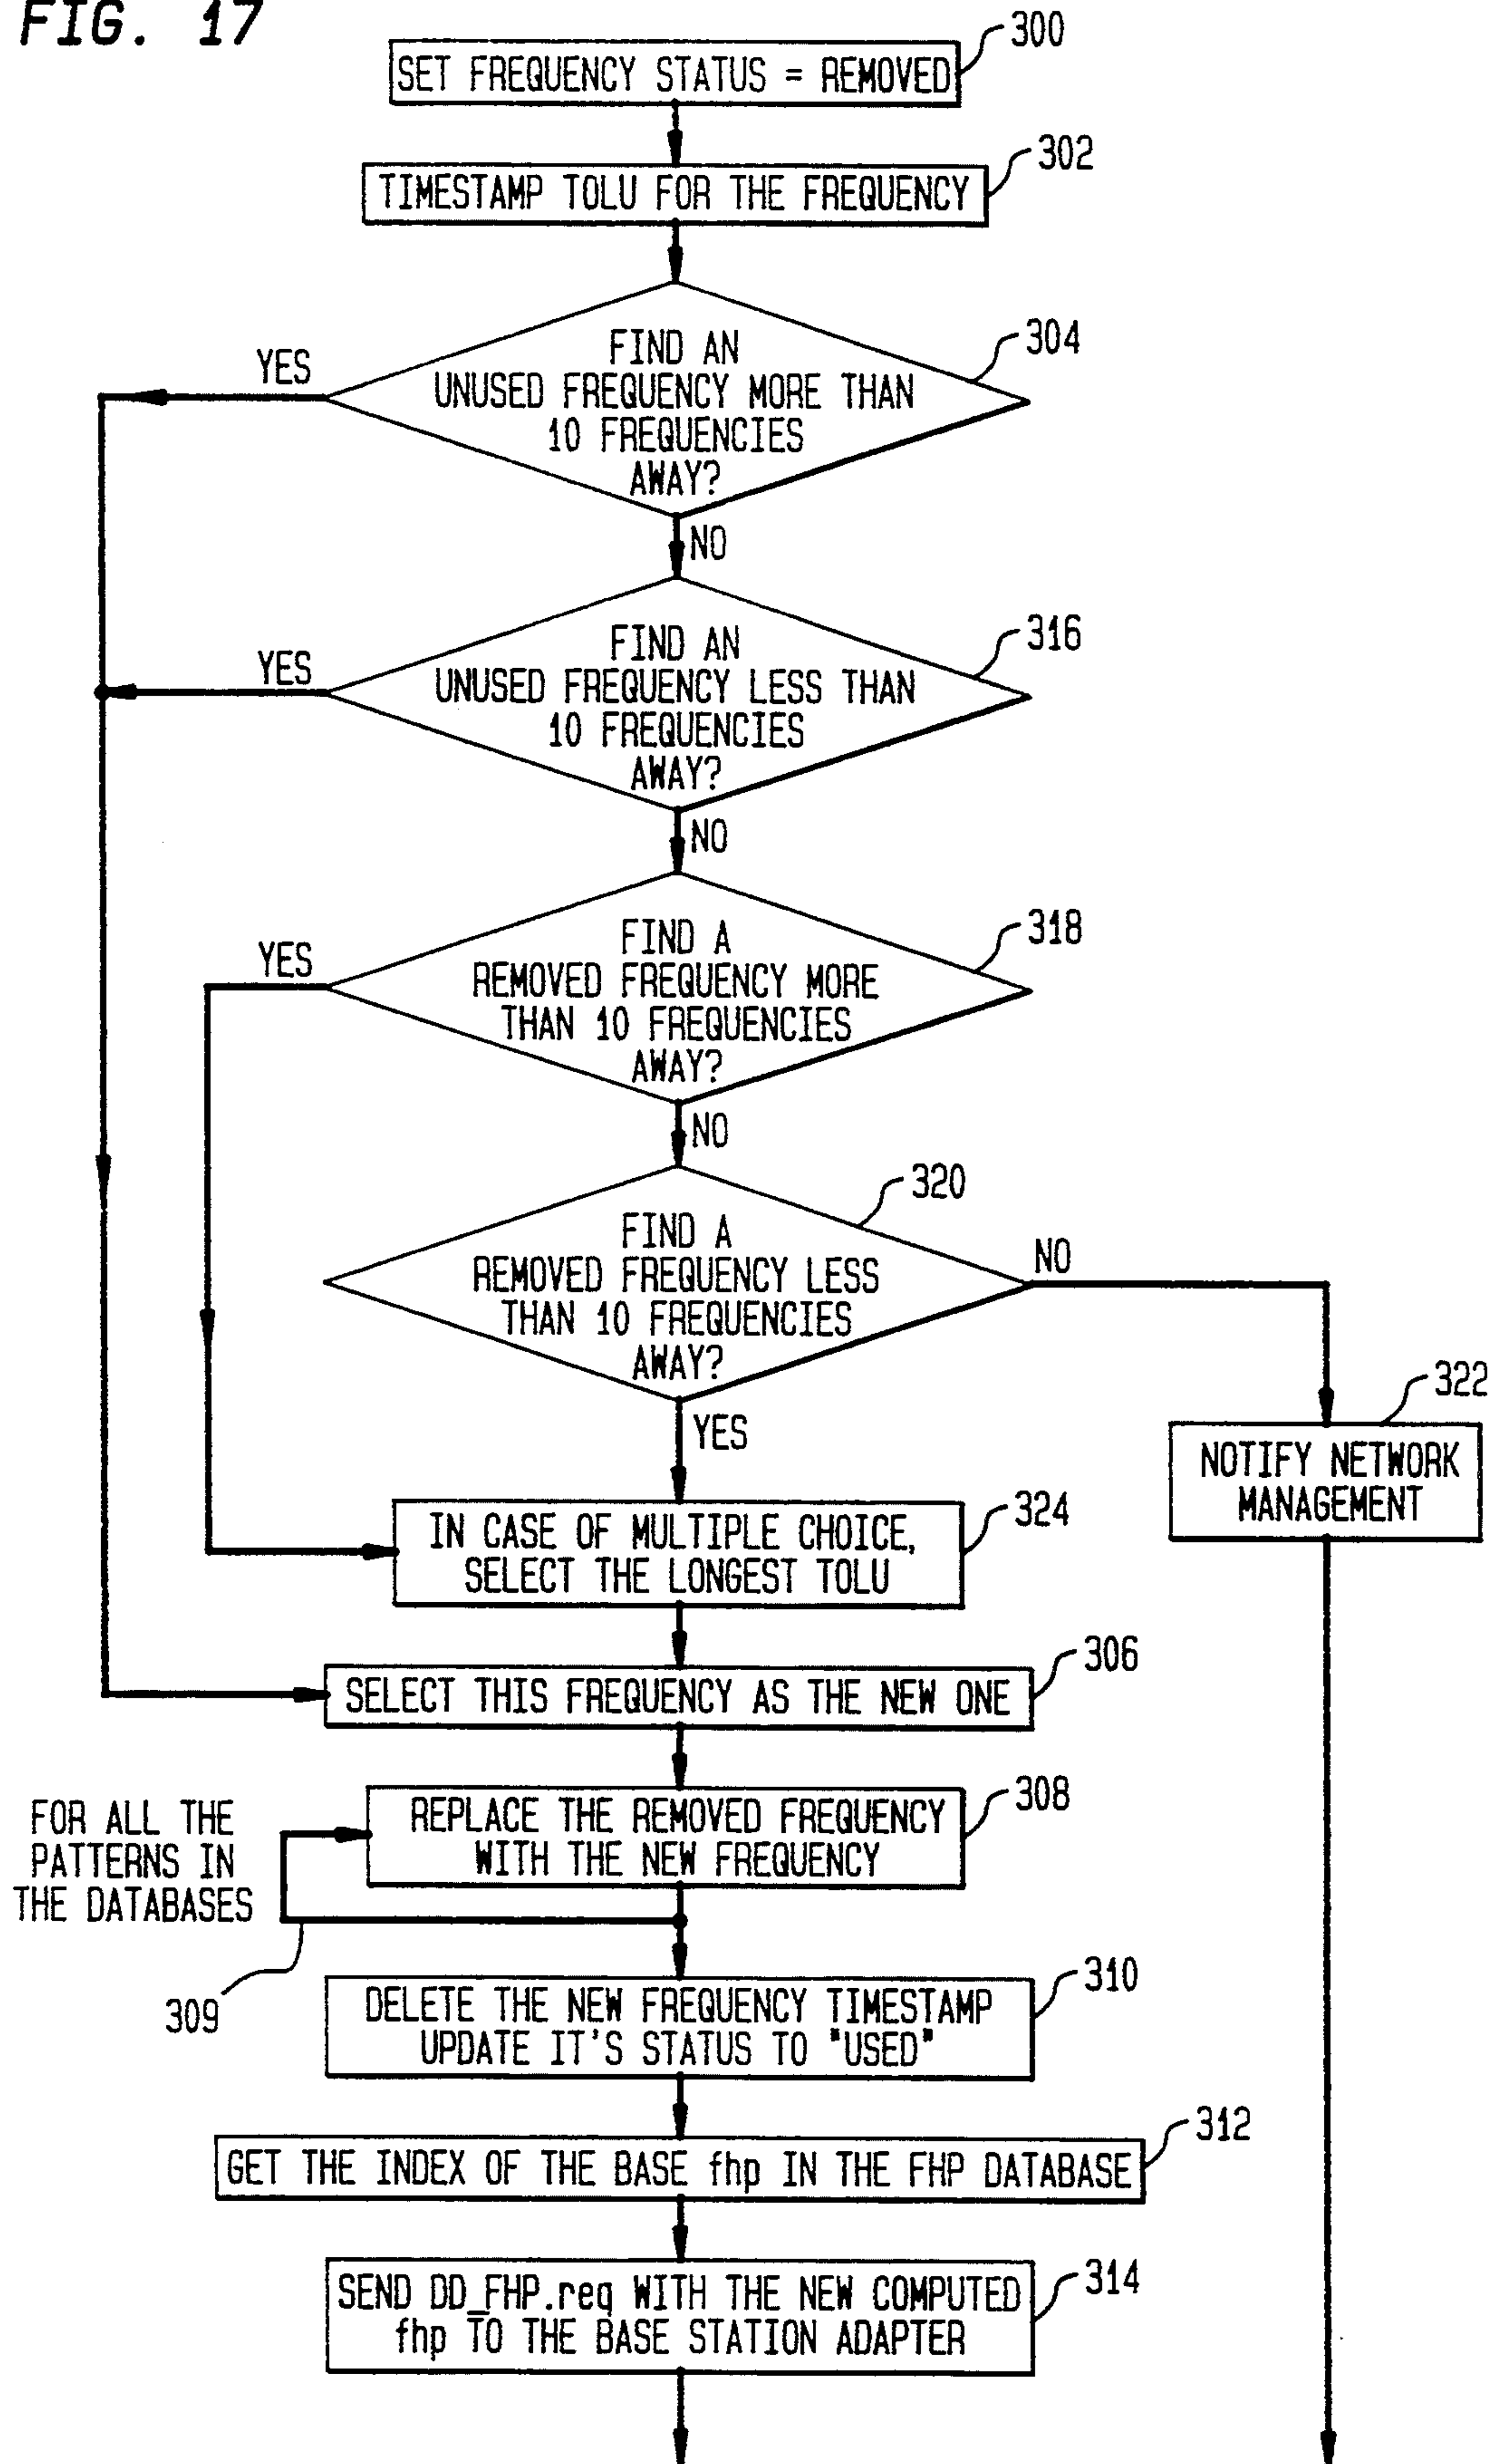 FIG. 17
300
SET FREQUENCY STATUS = REMOVED
302
TIMESTAMP TOLU FOR THE FREQUENCY
304
YES
FIND AN
UNUSED FREQUENCY MORE THAN
10 FREQUENCIES
AWAY?
NO
316
YES
FIND AN
UNUSED FREQUENCY LESS THAN
10 FREQUENCIES
AWAY?
NO
318
YES
FIND A
REMOVED FREQUENCY MORE
THAN 10 FREQUENCIES
AWAY?
NO
320
FIND A
REMOVED FREQUENCY LESS
THAN 10 FREQUENCIES
AWAY?
NO
YES
322
NOTIFY NETWORK
MANAGEMENT
324
IN CASE OF MULTIPLE CHOICE,
SELECT THE LONGEST TOLU
306
SELECT THIS FREQUENCY AS THE NEW ONE
308
REPLACE THE REMOVED FREQUENCY
WITH THE NEW FREQUENCY
FOR ALL THE
PATTERNS IN
THE DATABASES
309
310
DELETE THE NEW FREQUENCY TIMESTAMP
UPDATE IT'S STATUS TO "USED"
312
GET THE INDEX OF THE BASE fhp IN THE FHP DATABASE
314
SEND DD_FHP.req WITH THE NEW COMPUTED
fhp TO THE BASE STATION ADAPTER